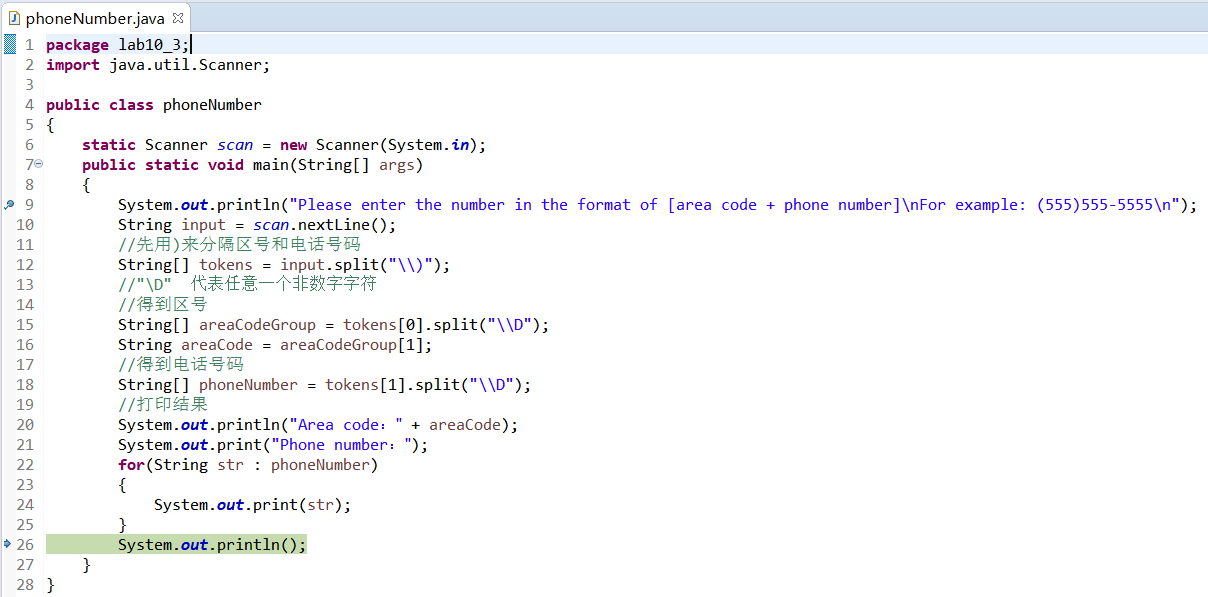 phoneNumber.java
1 package lab10_3;
2 import java.util.Scanner;
3
4 public class phoneNumber
5 {
6 static Scanner scan = new Scanner(System.in);
7 public static void main(String[] args)
8 {
9 System.out.println("Please enter the number in the format of [area code + phone number]\nFor example: (555)555-5555\n");
10 String input = scan.nextLine();
11 //先用)来分隔区号和电话号码
12 String[] tokens = input.split("\\)");
13 //"\D"  代表任意一个非数字字符
14 //得到区号
15 String[] areaCodeGroup = tokens[0].split("\\D");
16 String areaCode = areaCodeGroup[1];
17 //得到电话号码
18 String[] phoneNumber = tokens[1].split("\\D");
19 //打印结果
20 System.out.println("Area code：" + areaCode);
21 System.out.print("Phone number：");
22 for(String str : phoneNumber)
23 {
24 System.out.print(str);
25 }
26 System.out.println();
27 }
28 }